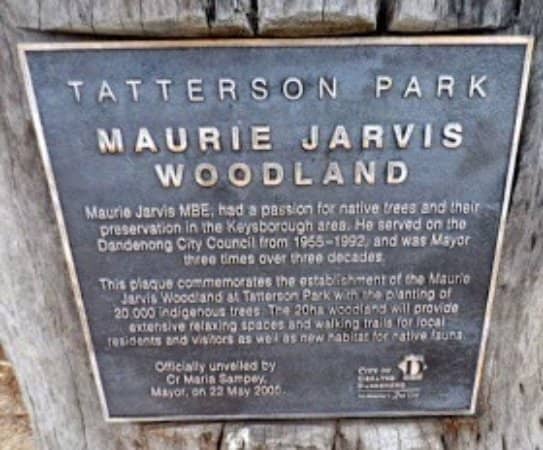 TATTERSON PARK
MAURIE JARVIS
WOODLAND
Maurie Jarvis MBE, had a passion for native trees and their
preservation in the Keysborough area. He served on the
Dandenong City Council from 1955-1992, and was Mayor
three times over three decades.
This plaque commemorates the establishment of the Maurie
Jarvis Woodland at Tatterson Park with the planting of
20,000 indigenous trees. The 20ha woodland will provide
extensive relaxing spaces and walking trails for local
residents and visitors as well as new habitat for native fauna.
Officially unveiled by
Cr Maria Sampey,
Mayor, on 22 May
CITY OF
GREATER
DANDENONG